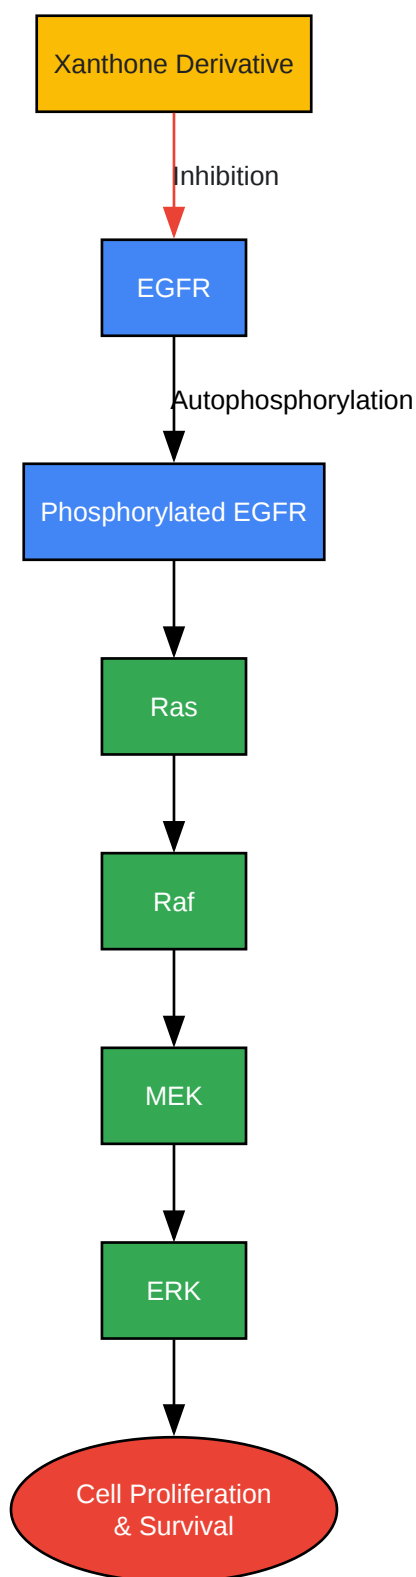 Xanthone Derivative
Inhibition
EGFR
Autophosphorylation
Phosphorylated EGFR
Ras
Raf
MEK
ERK
Cell Proliferation
& Survival